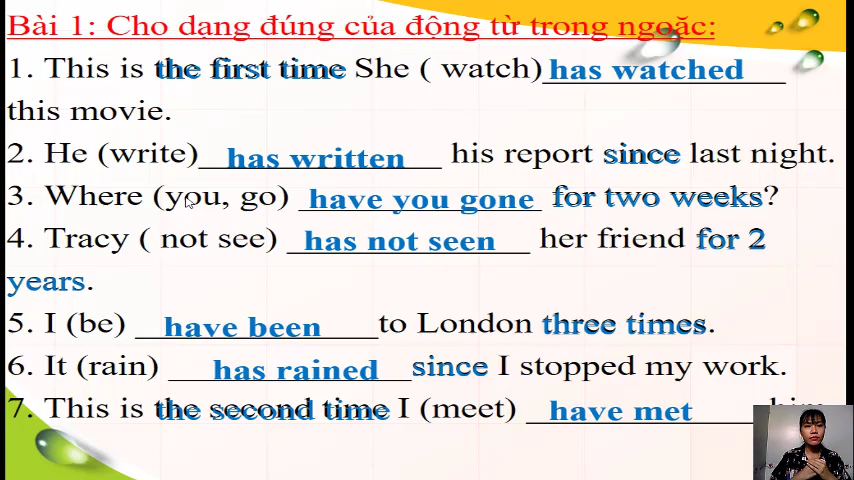 Bài 1: Cho dạng đúng của động từ trong ngoặc:
1. This is the first time She ( watch) has watched
this movie.
2. He (write) has written his report since last night.
3. Where (you, go) have you gone for two weeks?
4. Tracy ( not see) has not seen her friend for 2
years.
5. I (be) have been to London three times.
6. It (rain) has rained since I stopped my work.
7. This is the second time I (meet) have met him